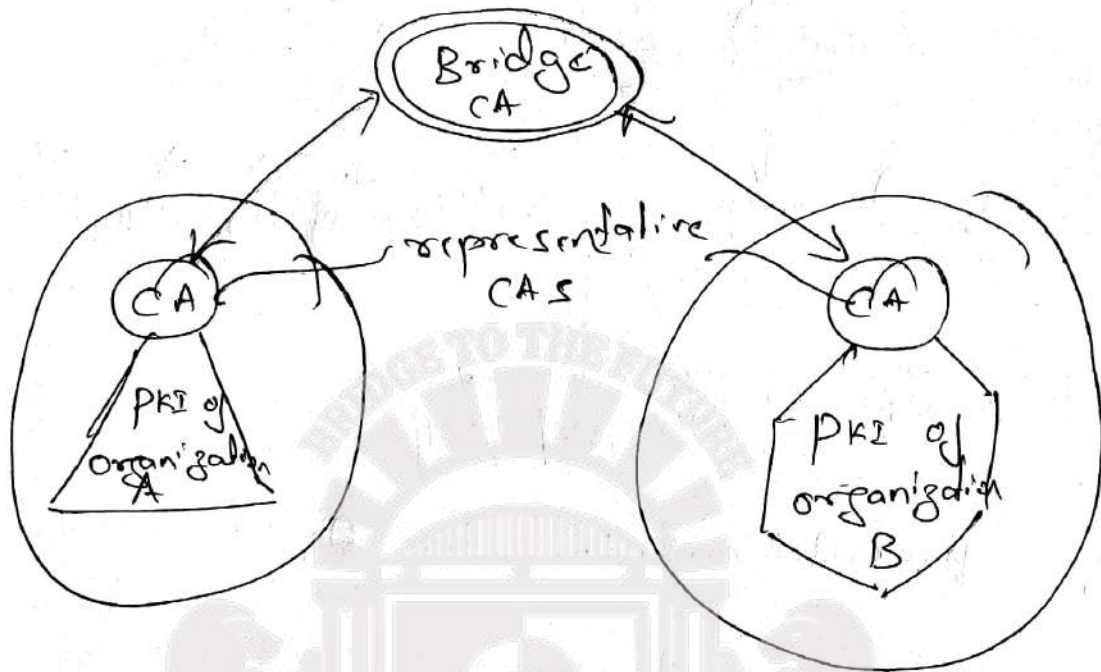 Bridge
CA
representative
CAS
CA
PKI of
organization
A
CA
PKI of
organization
B
BRIDGE TO THE FUTURE